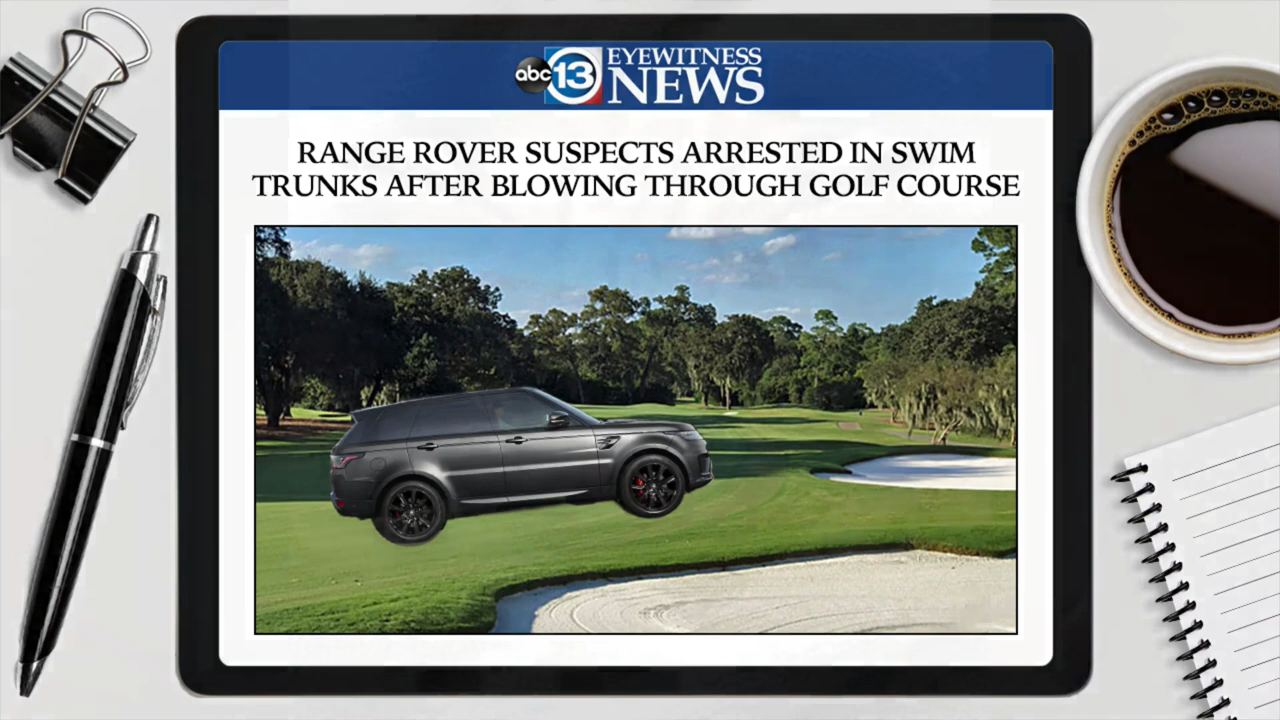 abc 13 EYEWITNESS
NEWS
RANGE ROVER SUSPECTS ARRESTED IN SWIM
TRUNKS AFTER BLOWING THROUGH GOLF COURSE